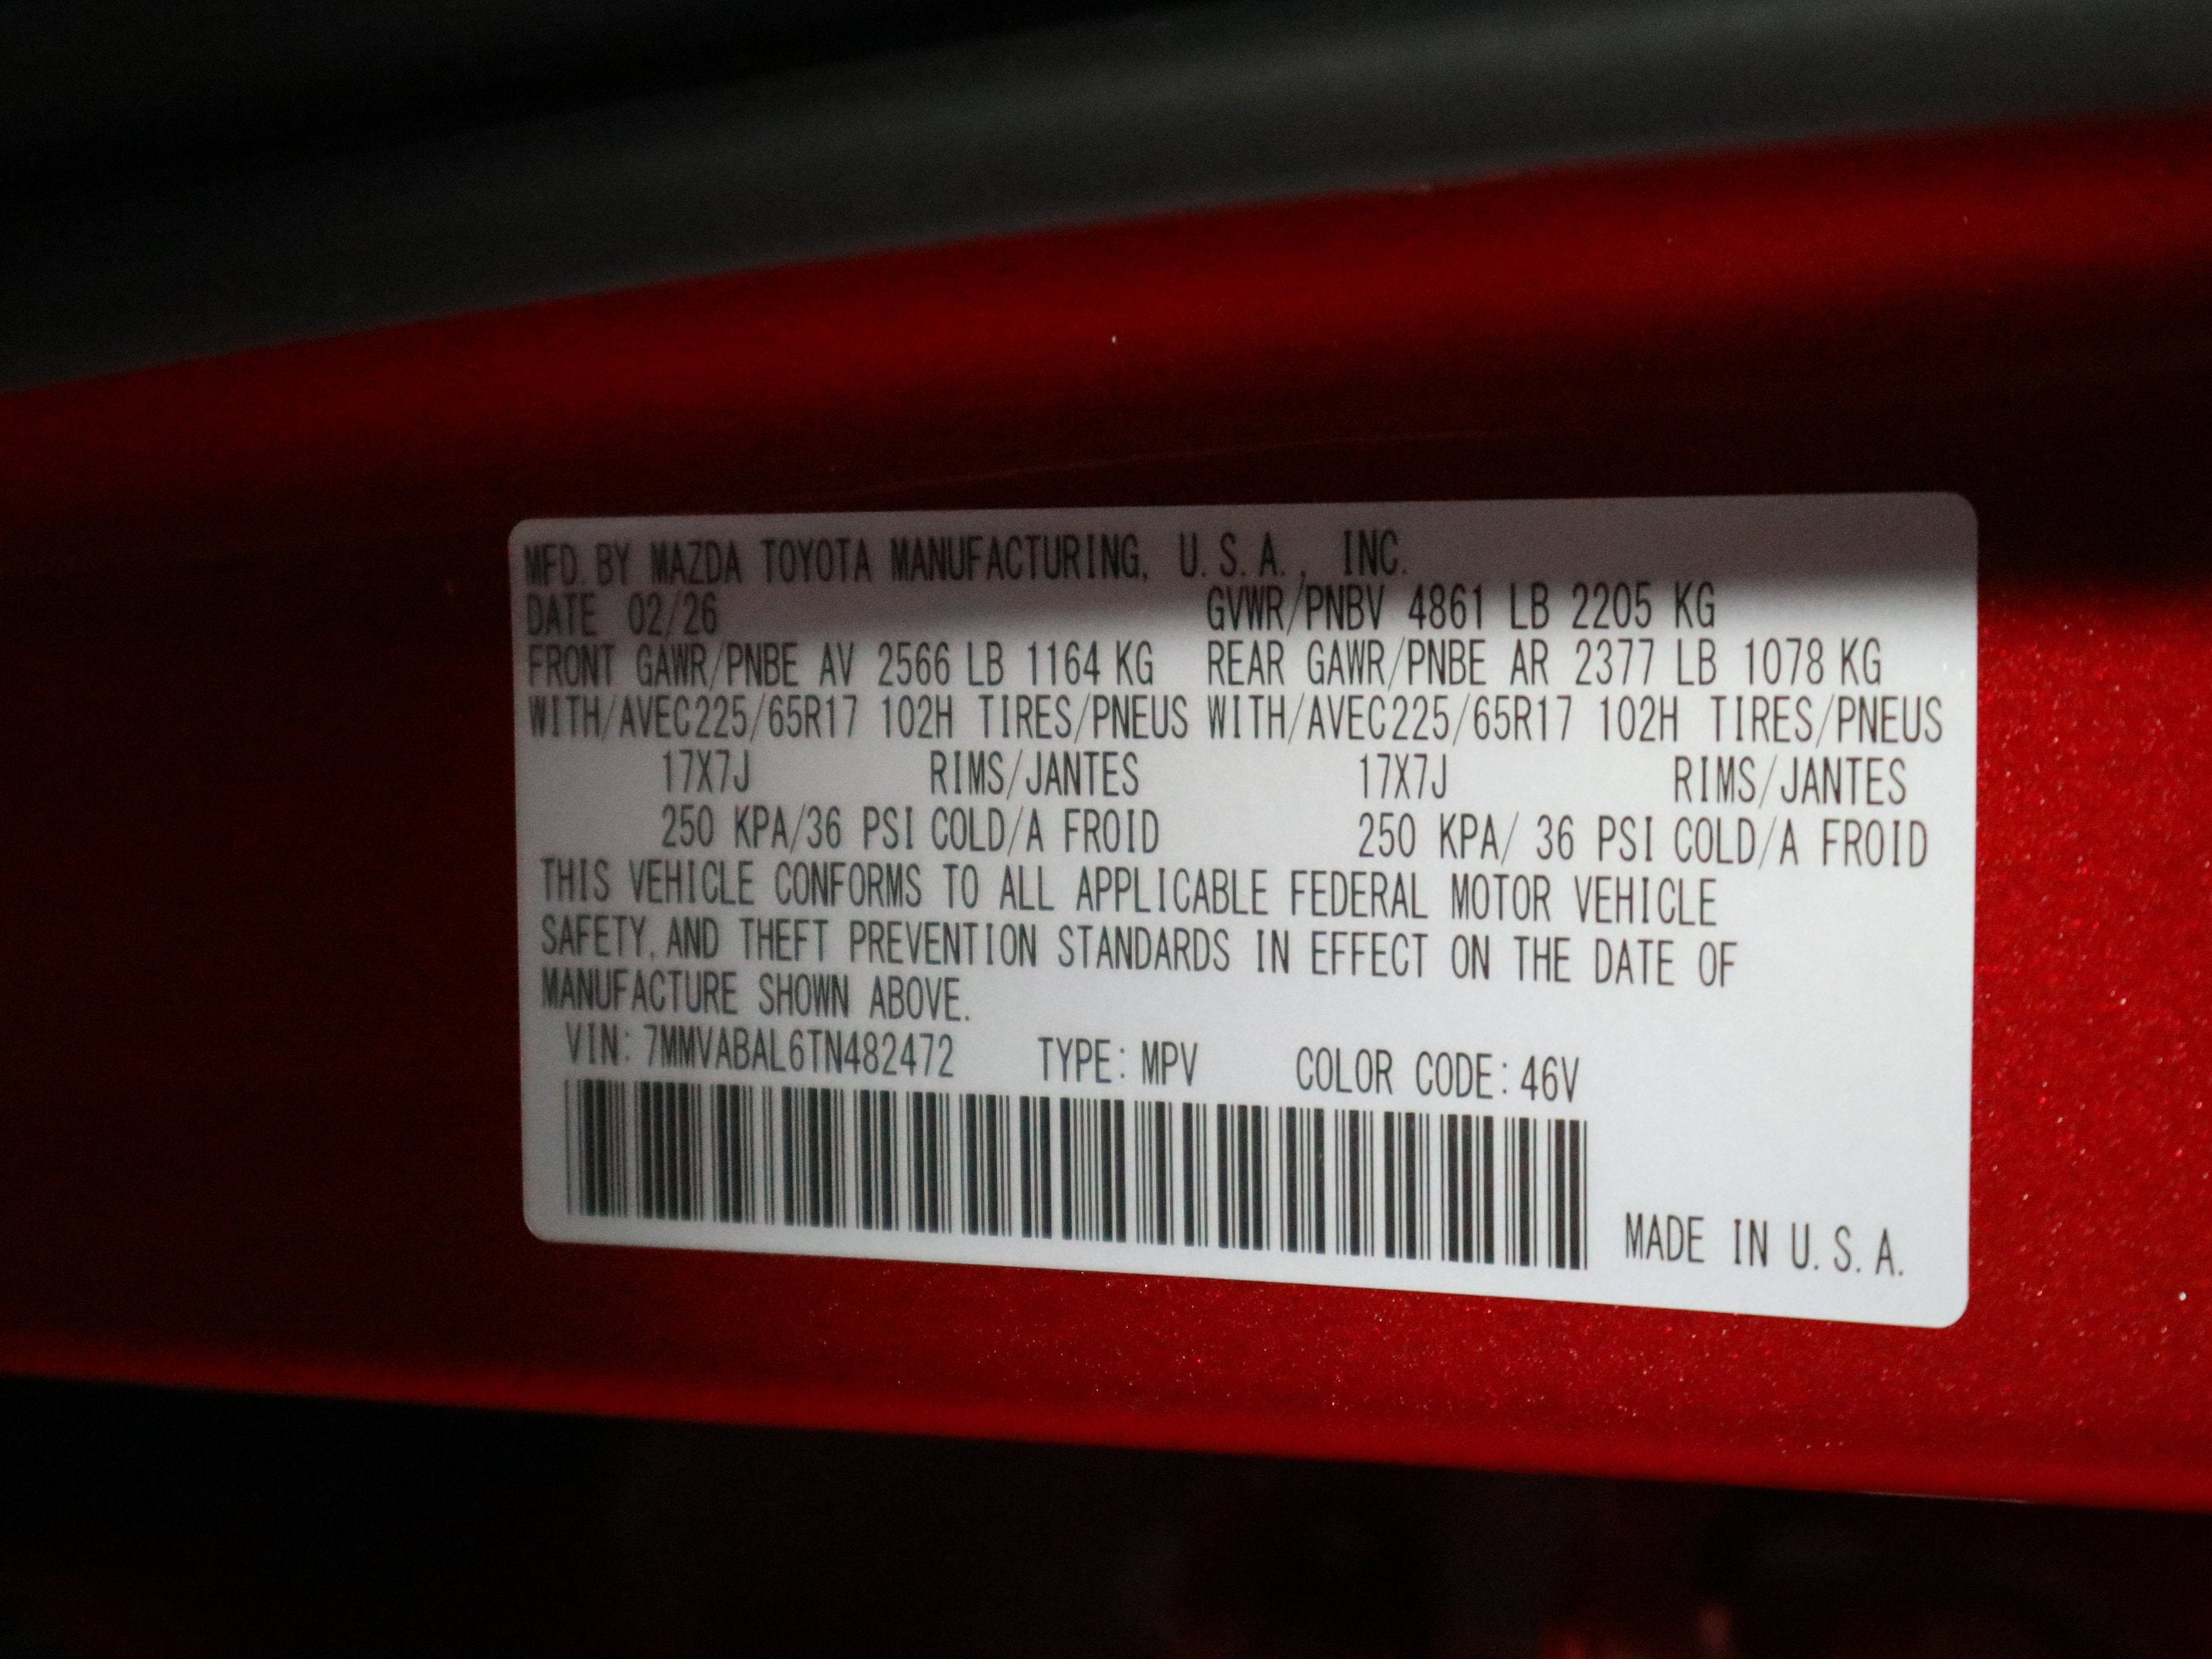 MFD. BY MAZDA TOYOTA MANUFACTURING, U.S.A., INC.
DATE 02/26 GVWR/PNBV 4861 LB 2205 KG
FRONT GAWR/PNBE AV 2566 LB 1164 KG REAR GAWR/PNBE AR 2377 LB 1078 KG
WITH/AVEC225/65R17 102H TIRES/PNEUS WITH/AVEC225/65R17 102H TIRES/PNEUS
17X7J RIMS/JANTES 17X7J RIMS/JANTES
250 KPA/36 PSI COLD/A FROID 250 KPA/ 36 PSI COLD/A FROID
THIS VEHICLE CONFORMS TO ALL APPLICABLE FEDERAL MOTOR VEHICLE
SAFETY, AND THEFT PREVENTION STANDARDS IN EFFECT ON THE DATE OF
MANUFACTURE SHOWN ABOVE.
VIN: 7MMVABAL6TN482472 TYPE: MPV COLOR CODE: 46V
MADE IN U.S.A.